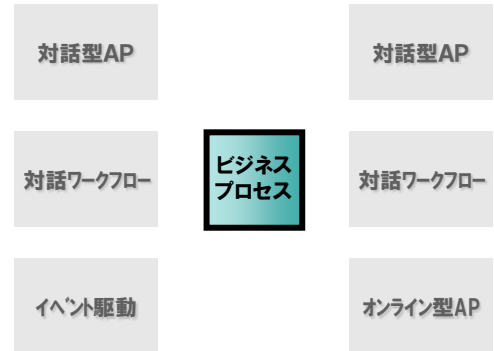 対話型AP
対話型AP
対話ワークフロー
ビジネス
プロセス
対話ワークフロー
イベント駆動
オンライン型AP